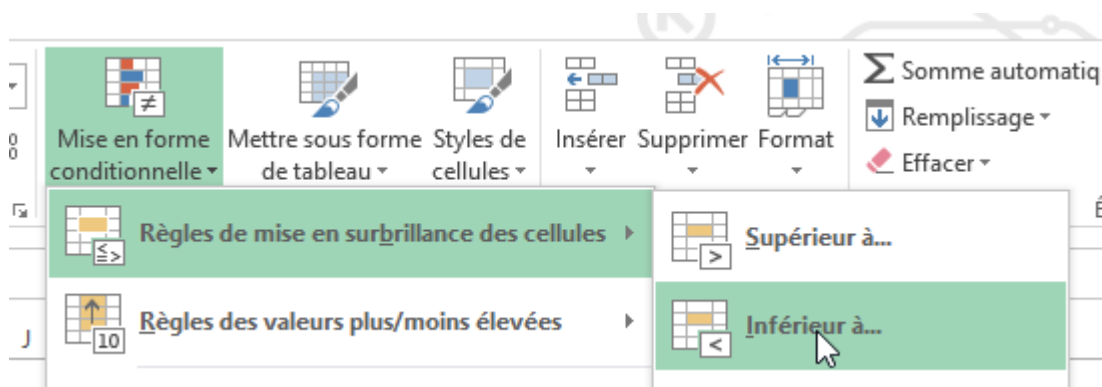 Σ Somme automatiq
Remplissage
Effacer
Mise en forme conditionnelle
Mettre sous forme de tableau
Styles de cellules
Insérer
Supprimer
Format
Règles de mise en surbrillance des cellules
Supérieur à...
Règles des valeurs plus/moins élevées
10
Inférieur à...
J